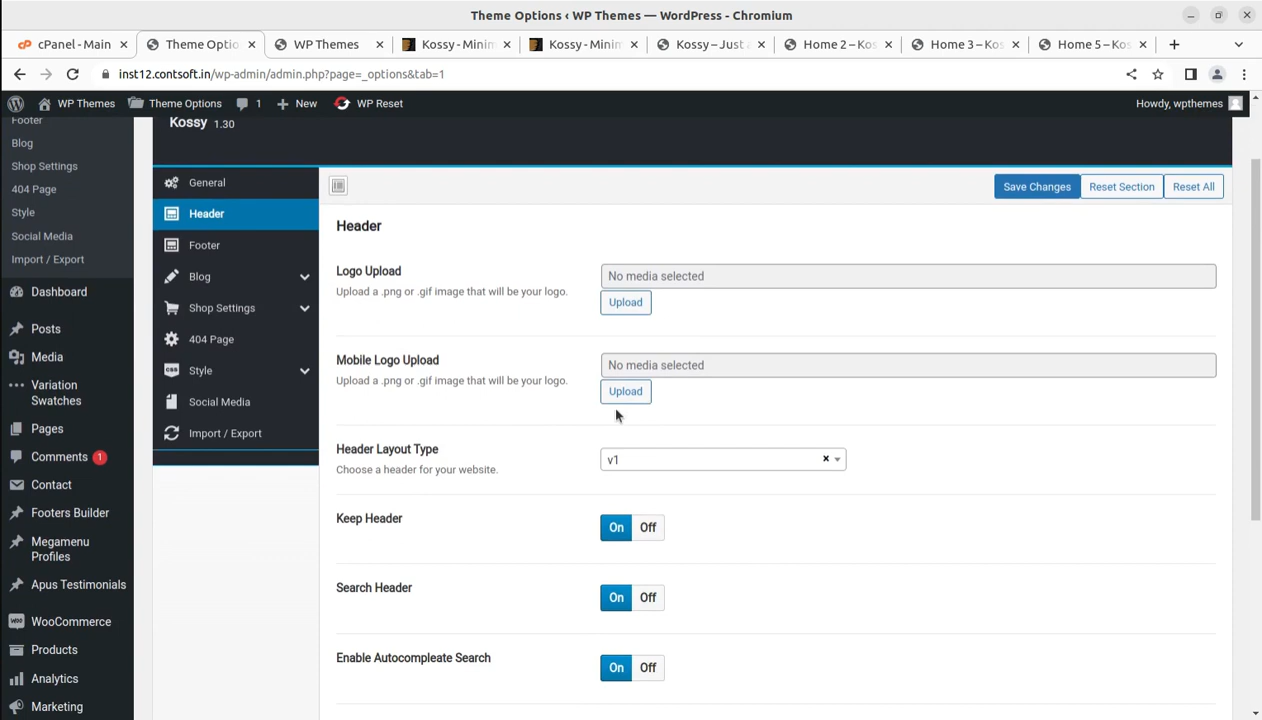 Theme Options ‹ WP Themes — WordPress - Chromium
cPanel - Main
Theme Optio
WP Themes
Kossy - Minim
Kossy - Minim
Kossy – Just a
Home 2 – Kos
Home 3 – Kos
Home 5 – Kos
inst12.contsoft.in/wp-admin/admin.php?page=_options&tab=1
WP Themes
Theme Options
1
New
WP Reset
Howdy, wpthemes
Footer
Blog
Shop Settings
404 Page
Style
Social Media
Import / Export
Dashboard
Posts
Media
Variation
Swatches
Pages
Comments 1
Contact
Footers Builder
Megamenu
Profiles
Apus Testimonials
WooCommerce
Products
Analytics
Marketing
Kossy 1.30
General
Header
Footer
Blog
Shop Settings
404 Page
Style
Social Media
Import / Export
Save Changes
Reset Section
Reset All
Header
Logo Upload
Upload a .png or .gif image that will be your logo.
No media selected
Upload
Mobile Logo Upload
Upload a .png or .gif image that will be your logo.
No media selected
Upload
Header Layout Type
Choose a header for your website.
v1
Keep Header
On Off
Search Header
On Off
Enable Autocompleate Search
On Off